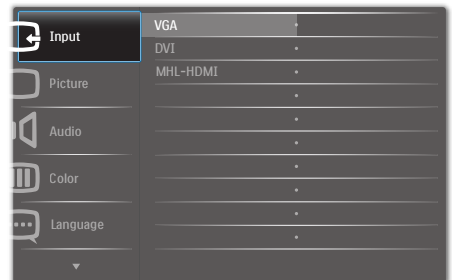 Input
Picture
Audio
Color
Language
VGA
DVI
MHL-HDMI